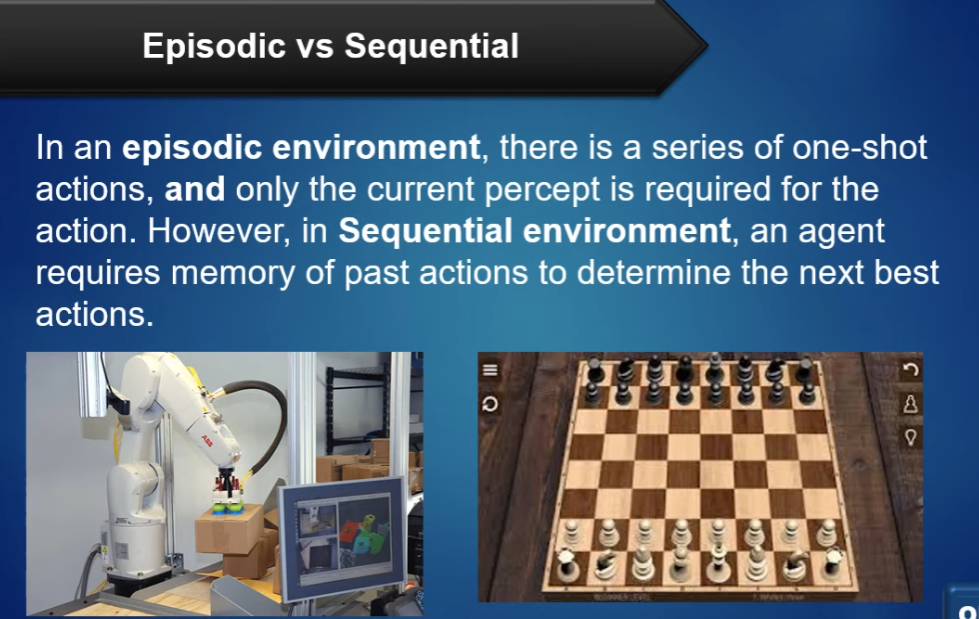 Episodic vs Sequential
In an episodic environment, there is a series of one-shot
actions, and only the current percept is required for the
action. However, in Sequential environment, an agent
requires memory of past actions to determine the next best
actions.
ABB
BEGINNER LEVEL